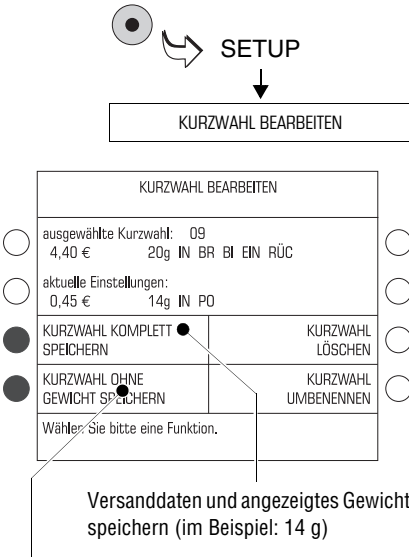 SETUP
KURZWAHL BEARBEITEN
KURZWAHL BEARBEITEN
ausgewählte Kurzwahl: 09
4,40 € 20g IN BR BI EIN RÜC
aktuelle Einstellungen:
0,45 € 14g IN PO
KURZWAHL KOMPLETT
SPEICHERN
KURZWAHL
LÖSCHEN
KURZWAHL OHNE
GEWICHT SPEICHERN
KURZWAHL
UMBENENNEN
Wählen Sie bitte eine Funktion.
Versanddaten und angezeigtes Gewicht
speichern (im Beispiel: 14 g)